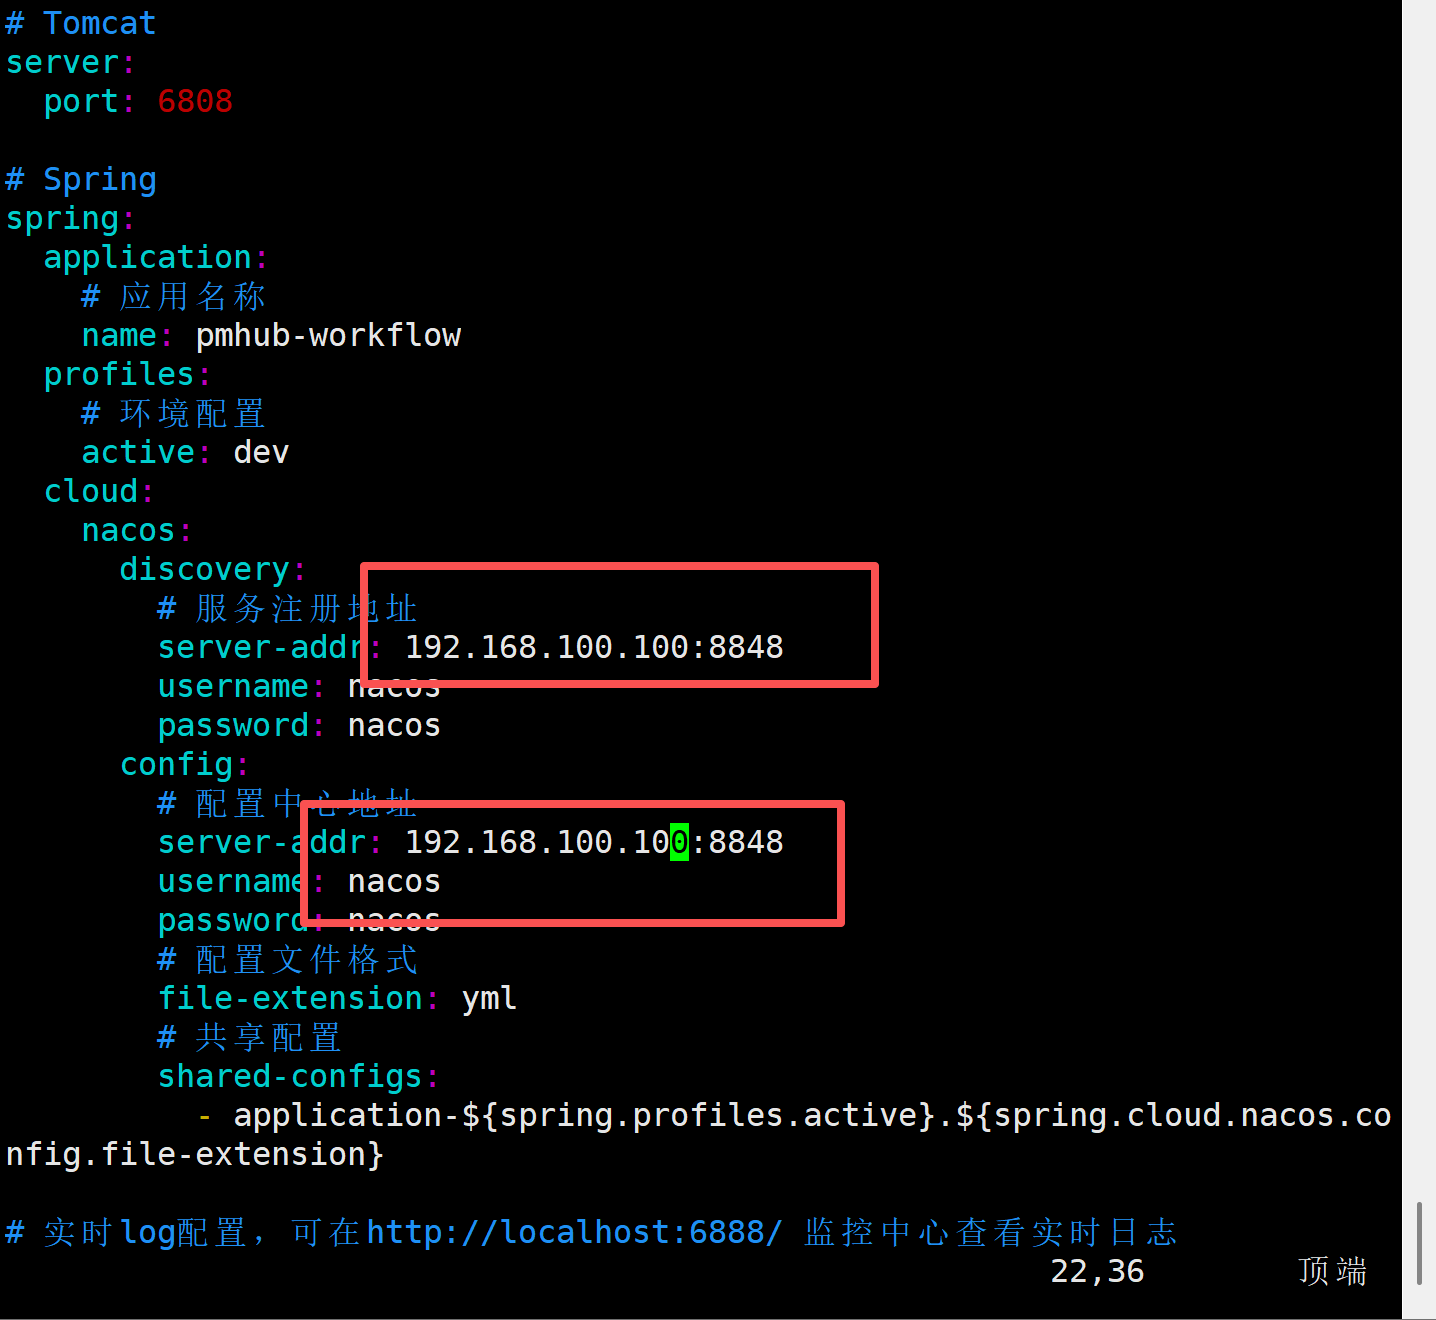 # Tomcat
server:
  port: 6808

# Spring
spring:
  application:
    # 应用名称
    name: pmhub-workflow
  profiles:
    # 环境配置
    active: dev
  cloud:
    nacos:
      discovery:
        # 服务注册地址
        server-addr: 192.168.100.100:8848
        username: nacos
        password: nacos
      config:
        # 配置中心地址
        server-addr: 192.168.100.100:8848
        username: nacos
        password: nacos
        # 配置文件格式
        file-extension: yml
        # 共享配置
        shared-configs:
          - application-${spring.profiles.active}.${spring.cloud.nacos.co
nfig.file-extension}

# 实时log配置，可在http://localhost:6888/ 监控中心查看实时日志
22,36 顶端